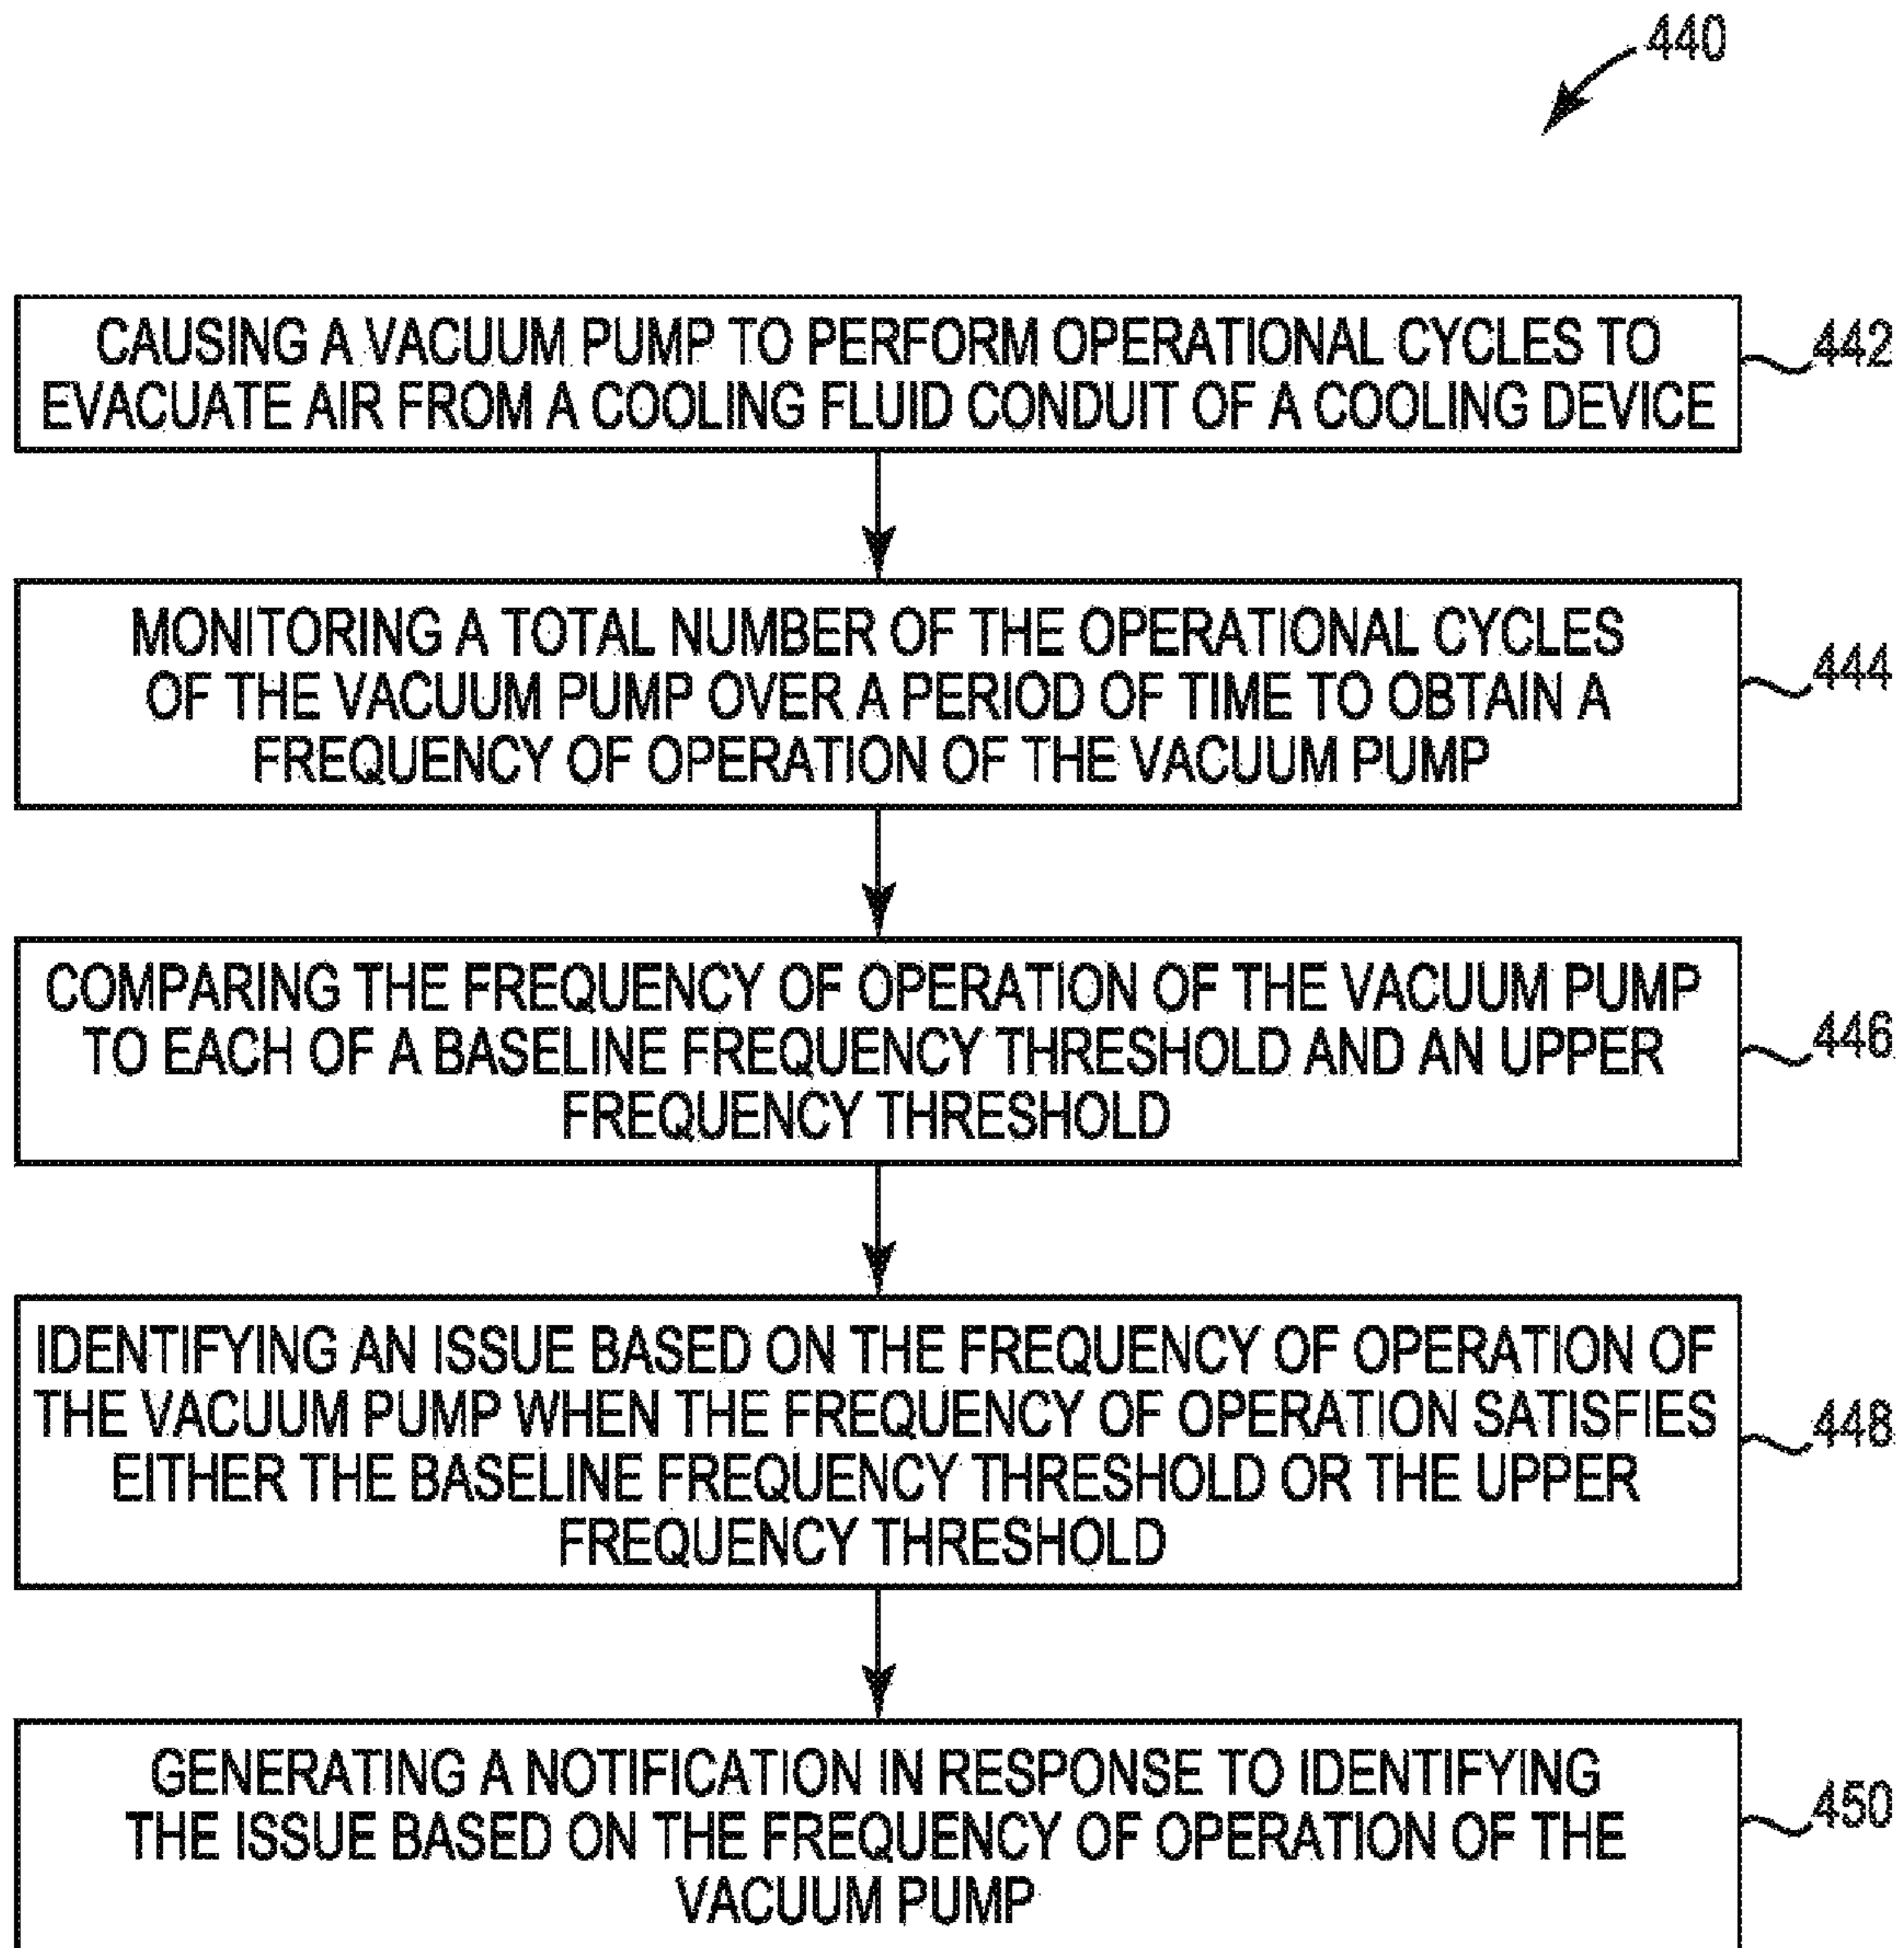 440
CAUSING A VACUUM PUMP TO PERFORM OPERATIONAL CYCLES TO
EVACUATE AIR FROM A COOLING FLUID CONDUIT OF A COOLING DEVICE
442
MONITORING A TOTAL NUMBER OF THE OPERATIONAL CYCLES
OF THE VACUUM PUMP OVER A PERIOD OF TIME TO OBTAIN A
FREQUENCY OF OPERATION OF THE VACUUM PUMP
444
COMPARING THE FREQUENCY OF OPERATION OF THE VACUUM PUMP
TO EACH OF A BASELINE FREQUENCY THRESHOLD AND AN UPPER
FREQUENCY THRESHOLD
446
IDENTIFYING AN ISSUE BASED ON THE FREQUENCY OF OPERATION OF
THE VACUUM PUMP WHEN THE FREQUENCY OF OPERATION SATISFIES
EITHER THE BASELINE FREQUENCY THRESHOLD OR THE UPPER
FREQUENCY THRESHOLD
448
GENERATING A NOTIFICATION IN RESPONSE TO IDENTIFYING
THE ISSUE BASED ON THE FREQUENCY OF OPERATION OF THE
VACUUM PUMP
450